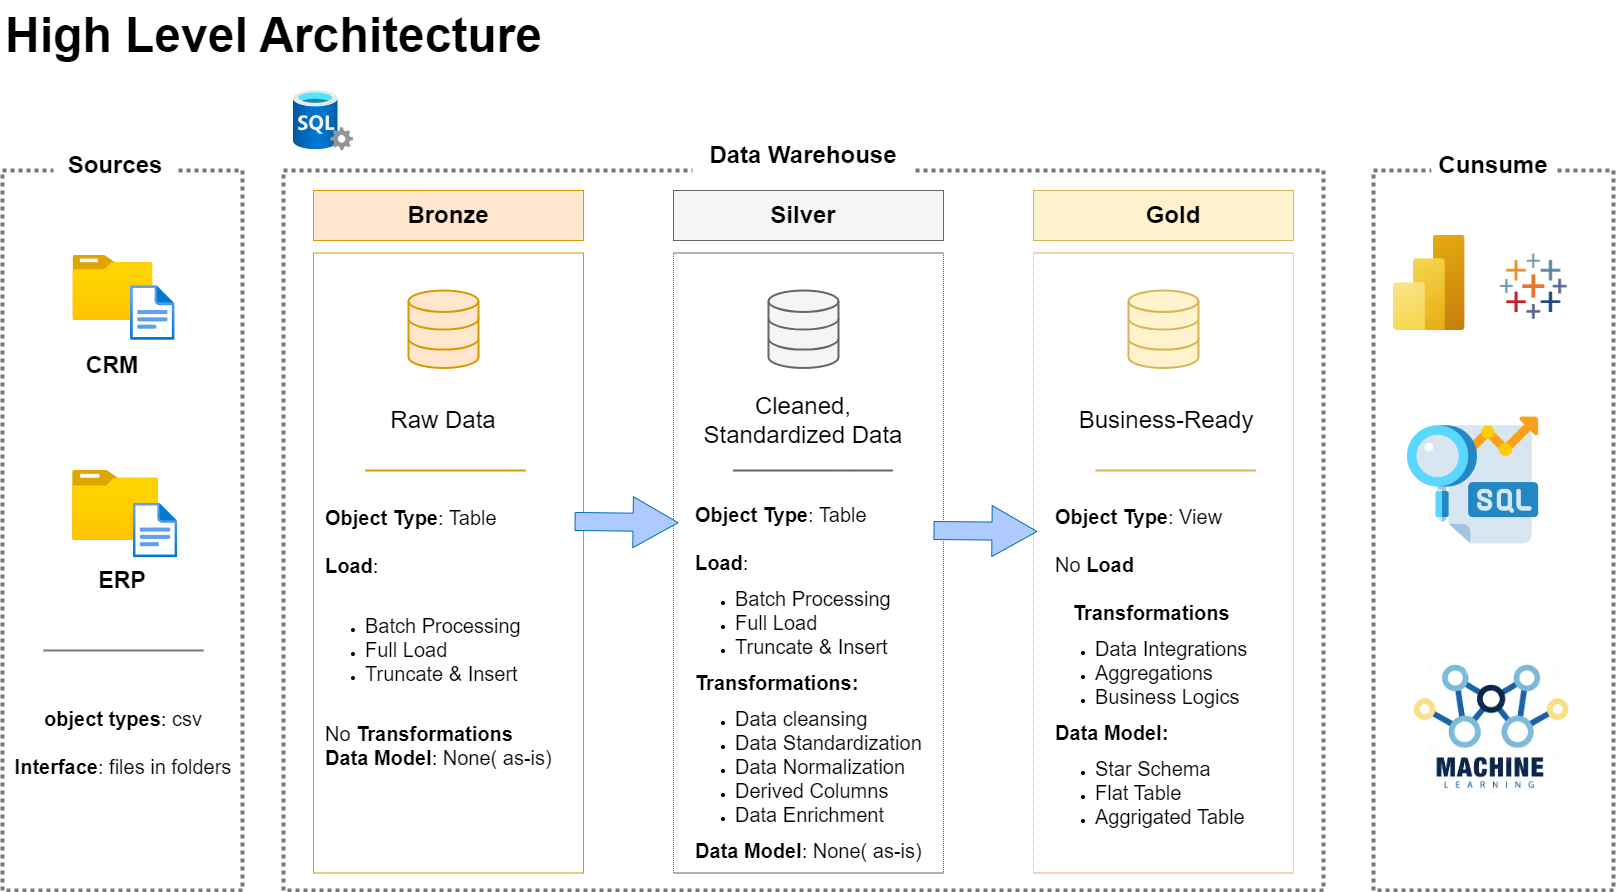 High Level Architecture
SQL
Sources
CRM
ERP
object types: csv
Interface: files in folders
Data Warehouse
Bronze
Raw Data
Object Type: Table
Load:
Batch Processing
Full Load
Truncate & Insert
No Transformations
Data Model: None( as-is)
Silver
Cleaned,
Standardized Data
Object Type: Table
Load:
Batch Processing
Full Load
Truncate & Insert
Transformations:
Data cleansing
Data Standardization
Data Normalization
Derived Columns
Data Enrichment
Data Model: None( as-is)
Gold
Business-Ready
Object Type: View
No Load
Transformations
Data Integrations
Aggregations
Business Logics
Data Model:
Star Schema
Flat Table
Aggrigated Table
Cunsume
SQL
MACHINE
LEARNING